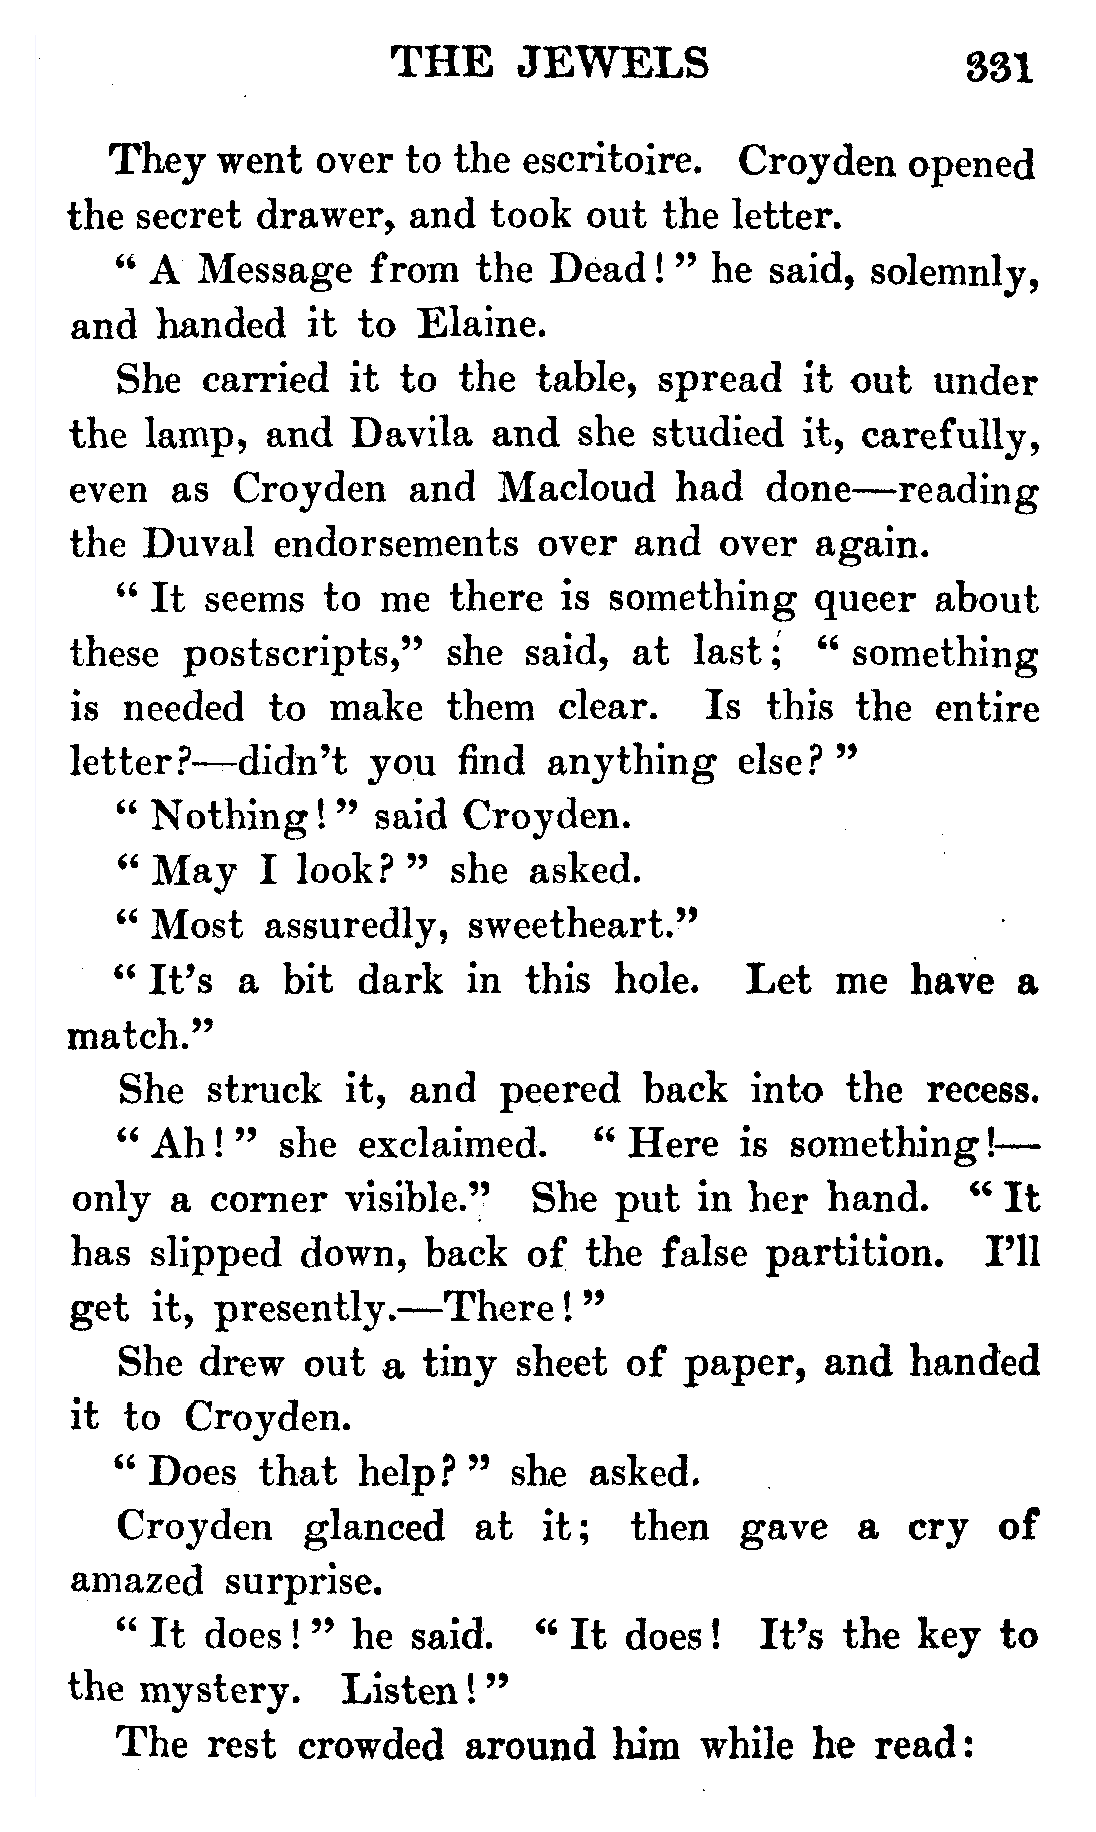 THE JEWELS 331
They went over to the escritoire. Croyden opened
the secret drawer, and took out the letter.
“ A Message from the Dead ! ” he said, solemnly,
and handed it to Elaine.
She carried it to the table, spread it out under
the lamp, and Davila and she studied it, carefully,
even as Croyden and Macloud had done—reading
the Duval endorsements over and over again.
“ It seems to me there is something queer about
these postscripts,” she said, at last ; “ something
is needed to make them clear. Is this the entire
letter?—didn’t you find anything else? ”
“ Nothing ! ” said Croyden.
“ May I look? ” she asked.
“ Most assuredly, sweetheart.”
“ It’s a bit dark in this hole. Let me have a
match.”
She struck it, and peered back into the recess.
“ Ah ! ” she exclaimed. “ Here is something !—
only a corner visible.” She put in her hand. “ It
has slipped down, back of the false partition. I’ll
get it, presently.—There ! ”
She drew out a tiny sheet of paper, and handed
it to Croyden.
“ Does that help? ” she asked.
Croyden glanced at it; then gave a cry of
amazed surprise.
“ It does ! ” he said. “ It does ! It’s the key to
the mystery. Listen ! ”
The rest crowded around him while he read: